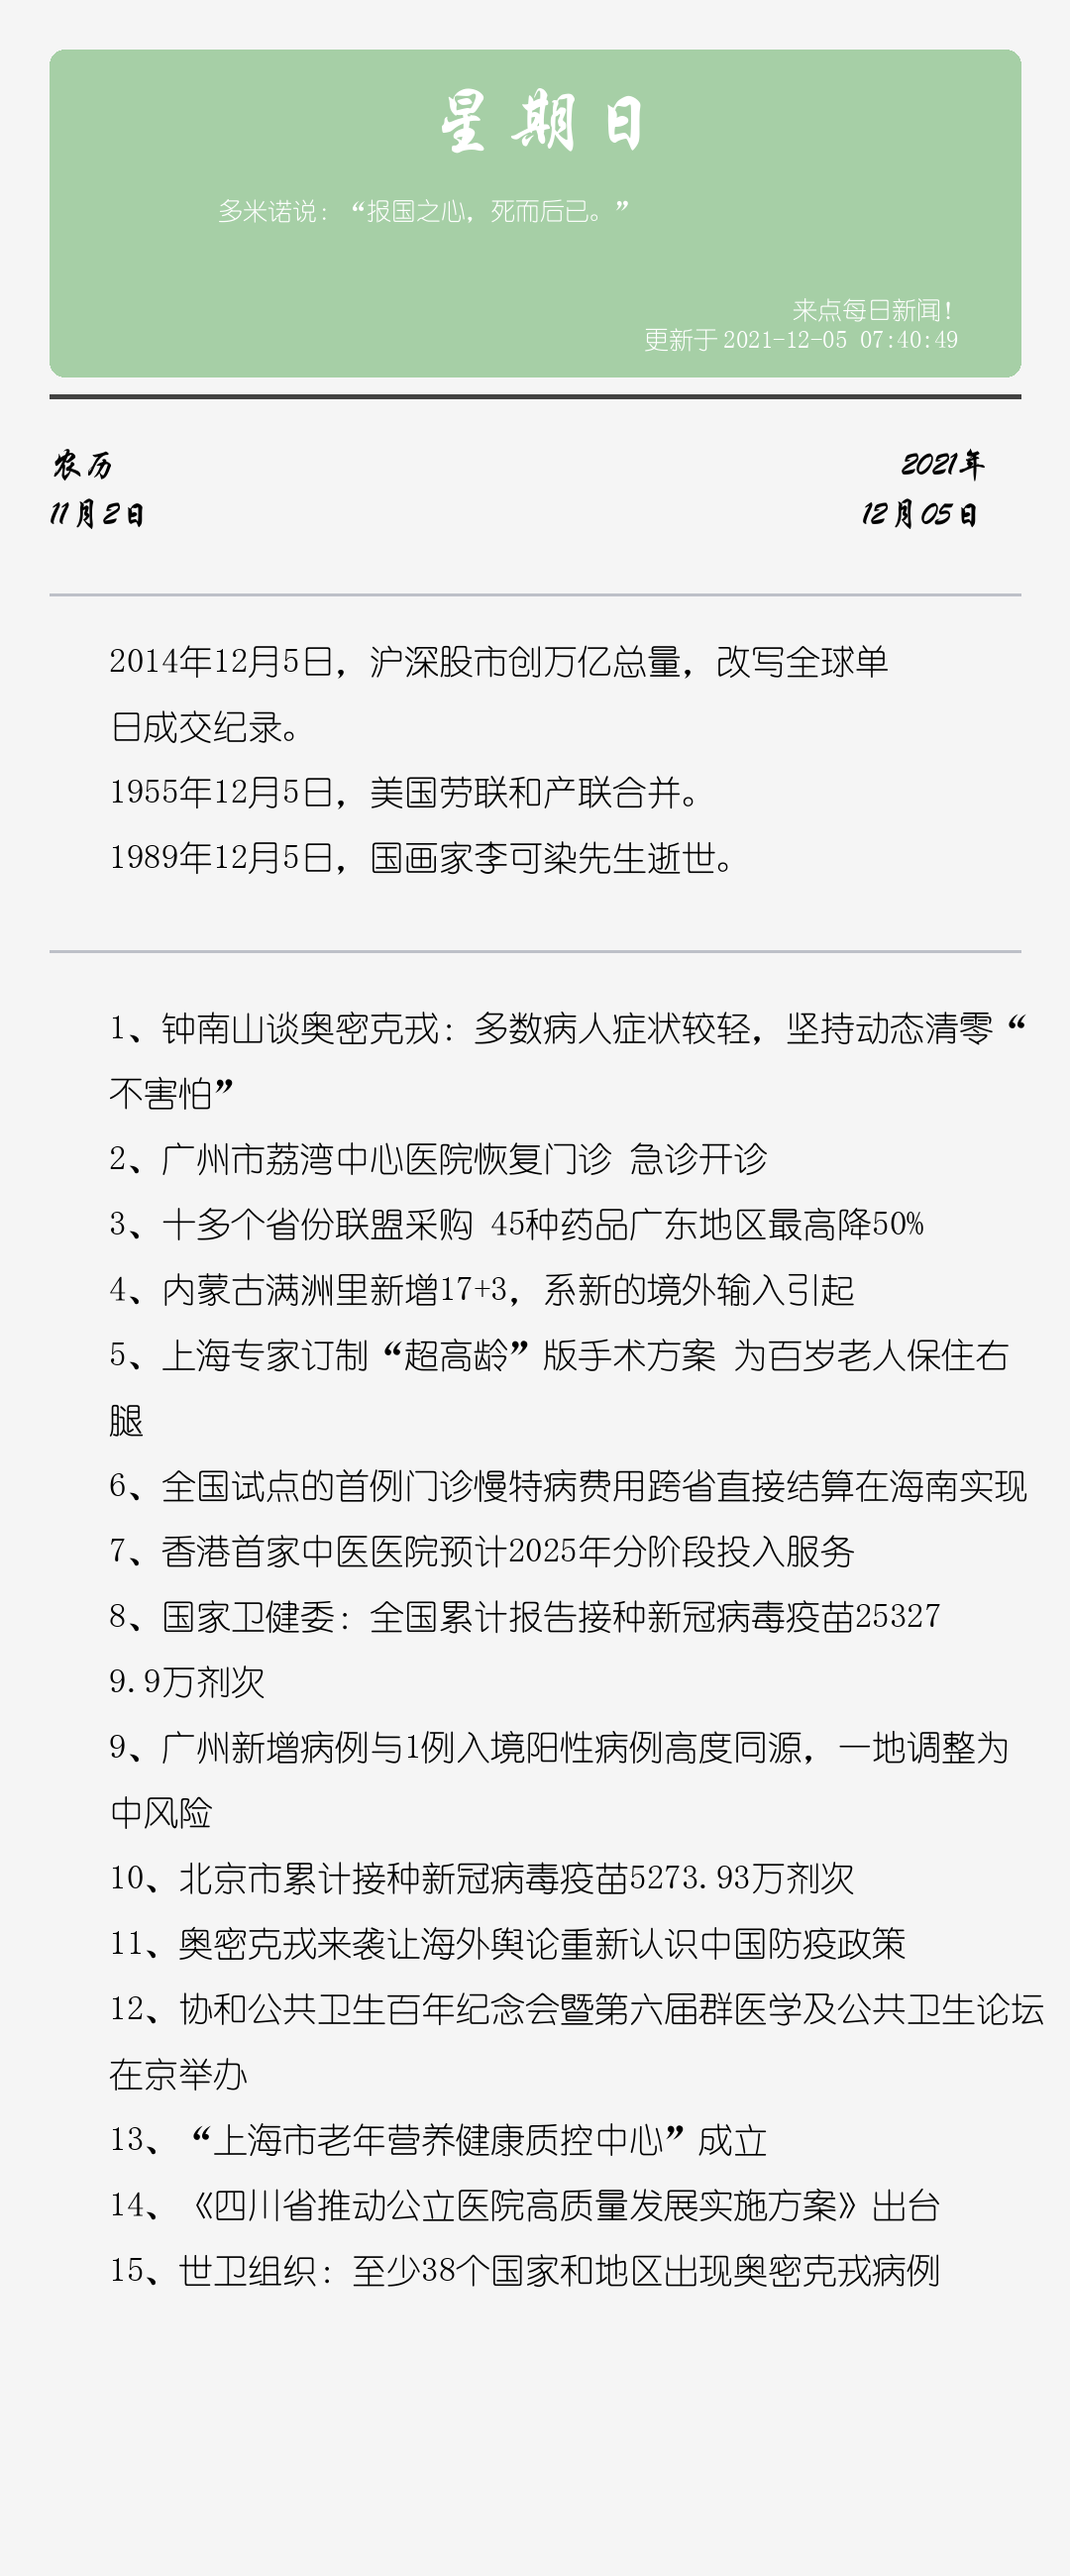 星期日
多米诺说：“报国之心，死而后已。”
来点每日新闻！
更新于 2021-12-05 07:40:49
农历
2021年
11月2日
12月05日
2014年12月5日，沪深股市创万亿总量，改写全球单
日成交纪录。
1955年12月5日，美国劳联和产联合并。
1989年12月5日，国画家李可染先生逝世。
1、钟南山谈奥密克戎：多数病人症状较轻，坚持动态清零“
不害怕”
2、广州市荔湾中心医院恢复门诊 急诊开诊
3、十多个省份联盟采购 45种药品广东地区最高降50%
4、内蒙古满洲里新增17+3，系新的境外输入引起
5、上海专家订制“超高龄”版手术方案 为百岁老人保住右
腿
6、全国试点的首例门诊慢特病费用跨省直接结算在海南实现
7、香港首家中医医院预计2025年分阶段投入服务
8、国家卫健委：全国累计报告接种新冠病毒疫苗25327
9.9万剂次
9、广州新增病例与1例入境阳性病例高度同源，一地调整为
中风险
10、北京市累计接种新冠病毒疫苗5273.93万剂次
11、奥密克戎来袭让海外舆论重新认识中国防疫政策
12、协和公共卫生百年纪念会暨第六届群医学及公共卫生论坛
在京举办
13、“上海市老年营养健康质控中心”成立
14、《四川省推动公立医院高质量发展实施方案》出台
15、世卫组织：至少38个国家和地区出现奥密克戎病例